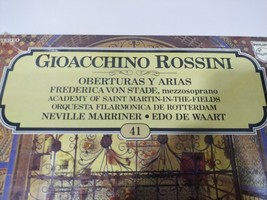 GIOACCHINO ROSSINI
OBERTURAS Y ARIAS
FREDERICA VON STADE, mezzosoprano
ACADEMY OF SAINT MARTIN-IN-THE-FIELDS
ORQUESTA FILARMONICA DE ROTTERDAM
NEVILLE MARRINER • EDO DE WAART
41